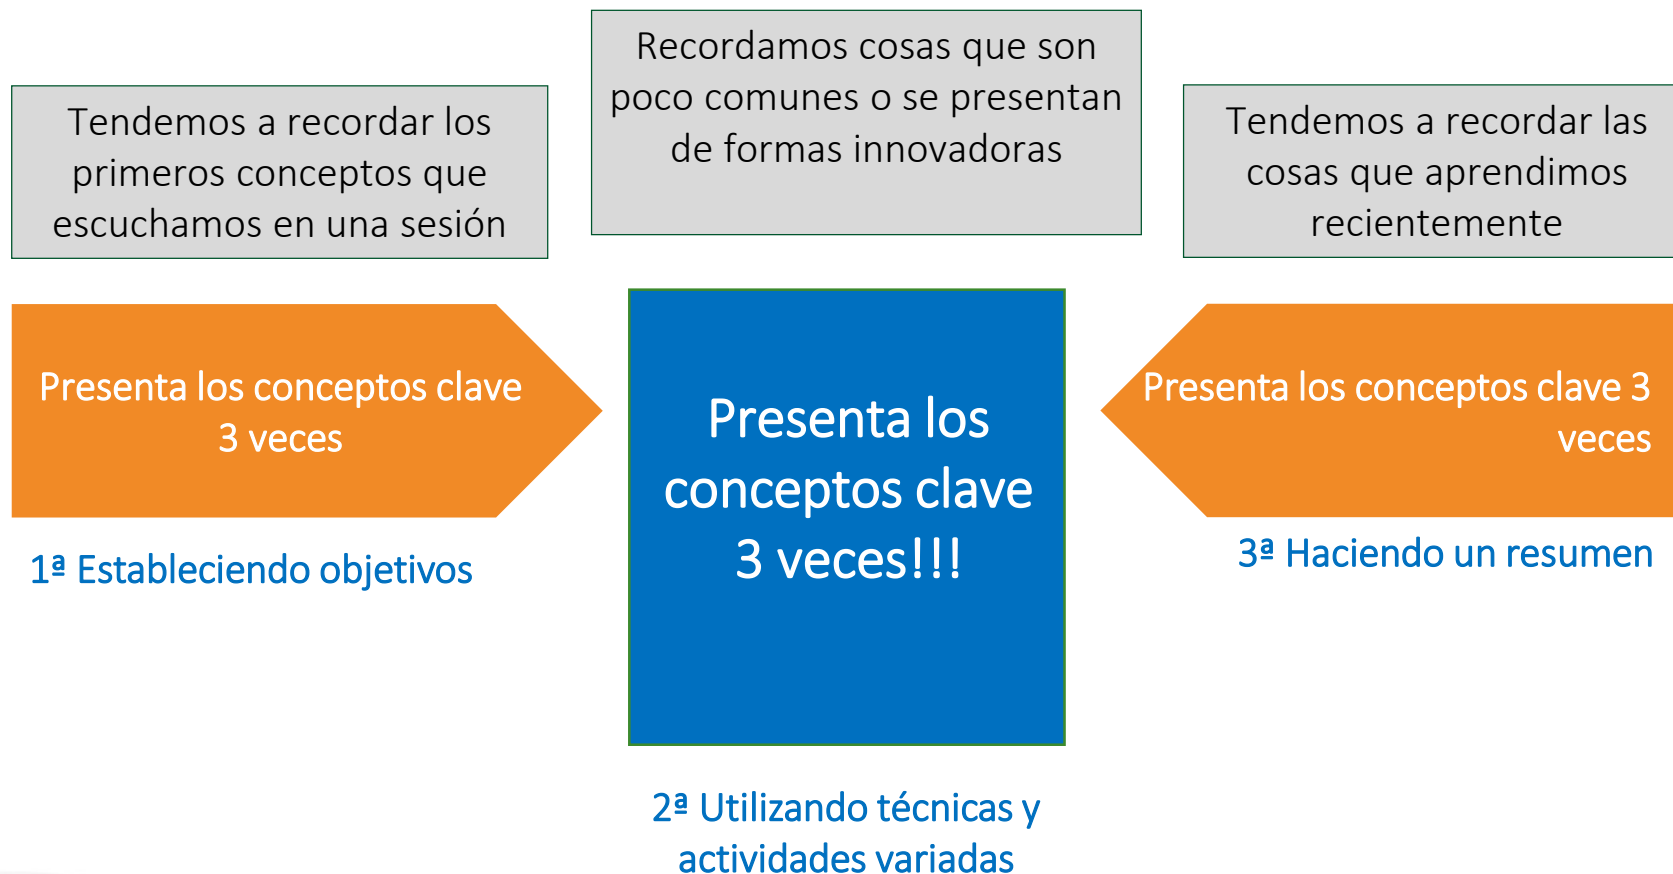 Tendemos a recordar los
primeros conceptos que
escuchamos en una sesión
Recordamos cosas que son
poco comunes o se presentan
de formas innovadoras
Tendemos a recordar las
cosas que aprendimos
recientemente
Presenta los conceptos clave
3 veces
Presenta los
conceptos clave
3 veces!!!
Presenta los conceptos clave 3
veces
1ª Estableciendo objetivos
2ª Utilizando técnicas y
actividades variadas
3ª Haciendo un resumen